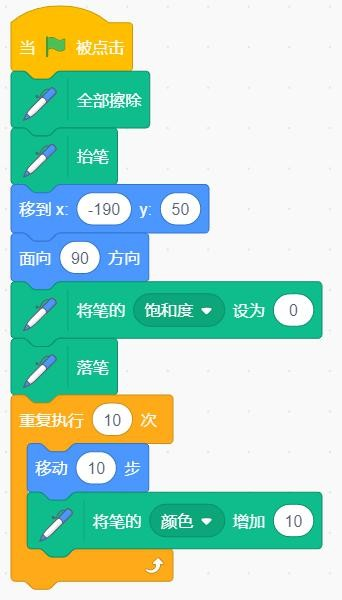 当 被点击
全部擦除
抬笔
移到 x: -190 y: 50
面向 90 方向
将笔的 饱和度 设为 0
落笔
重复执行 10 次
移动 10 步
将笔的 颜色 增加 10